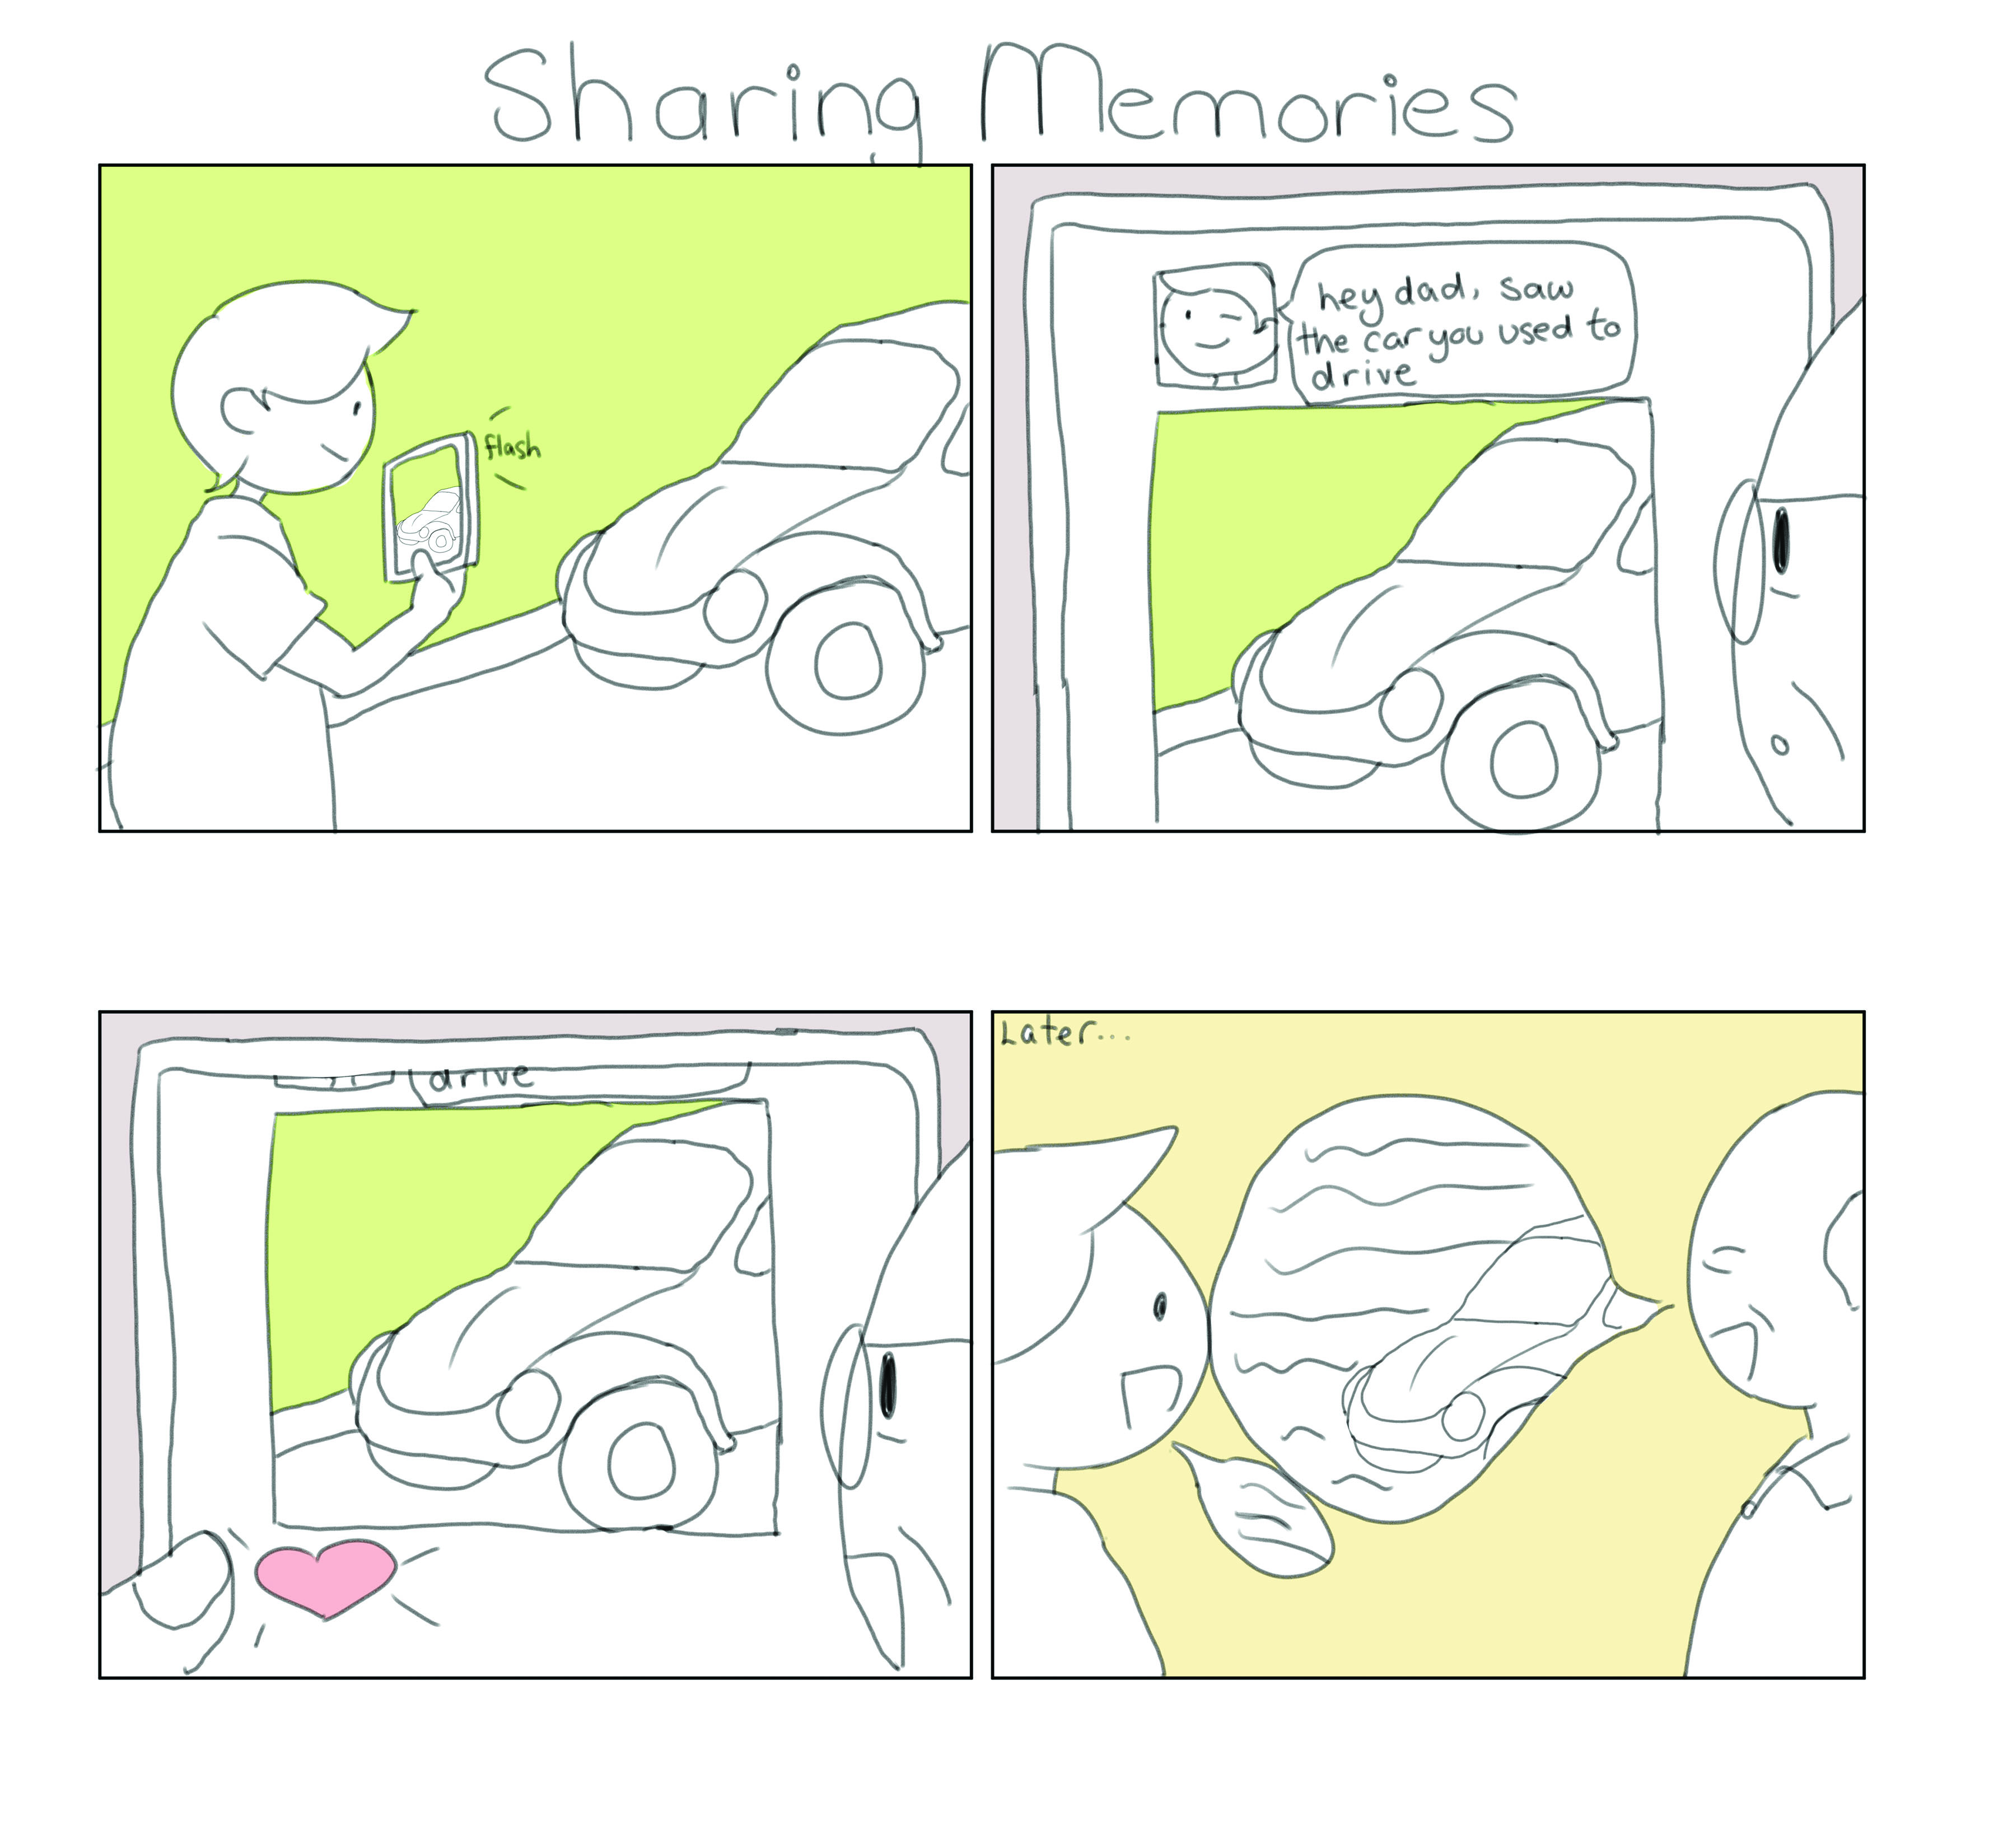 Sharing Memories
flash
hey dad, saw
the car you used to
drive
drive
Later...